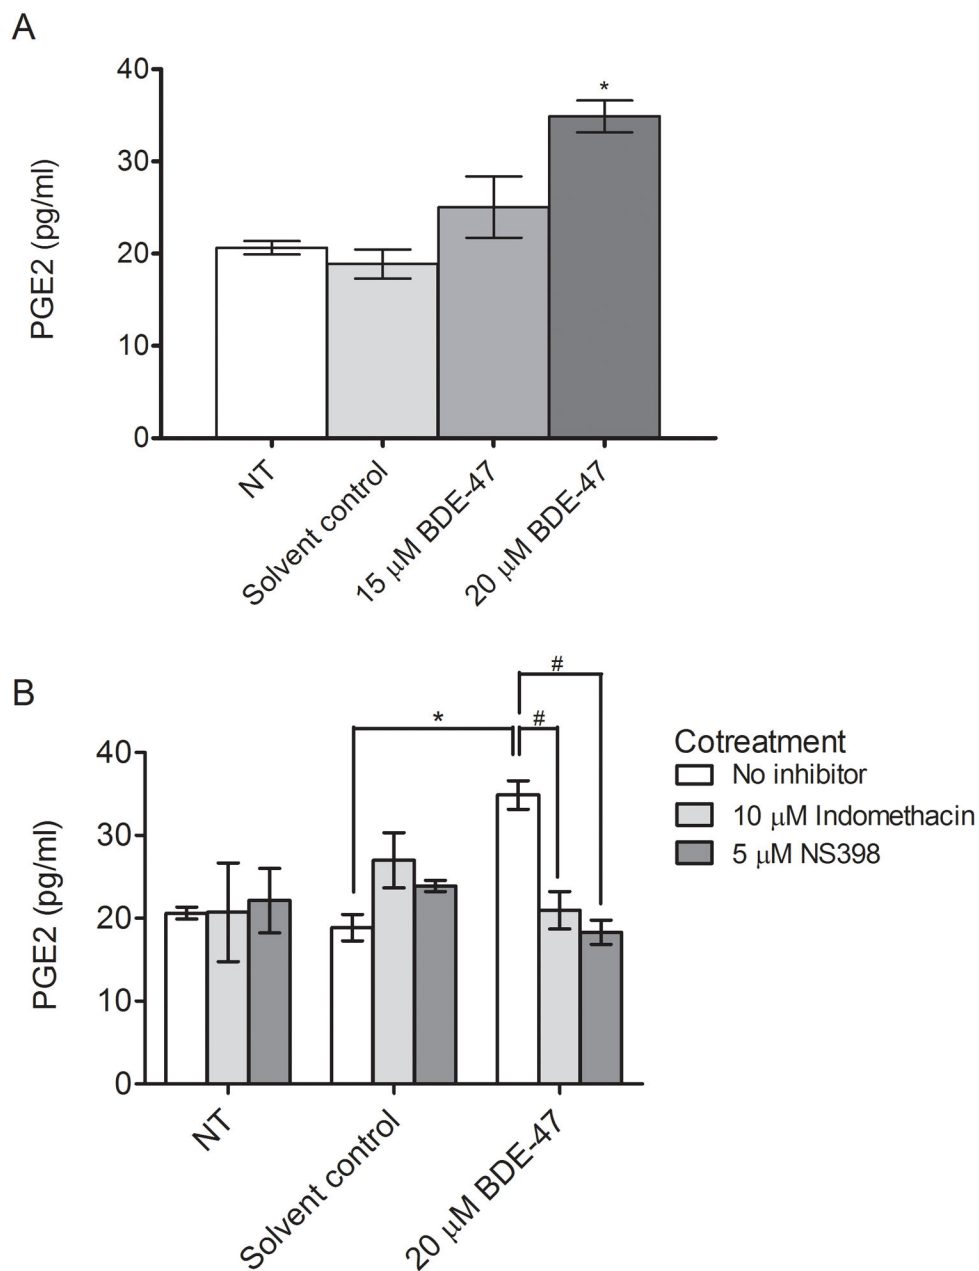 A
PGE2 (pg/ml)
40
30
20
10
0
*
NT
Solvent control
15 μM BDE-47
20 μM BDE-47
B
PGE2 (pg/ml)
40
30
20
10
0
*
#
#
NT
Solvent control
20 μM BDE-47
Cotreatment
No inhibitor
10 μM Indomethacin
5 μM NS398